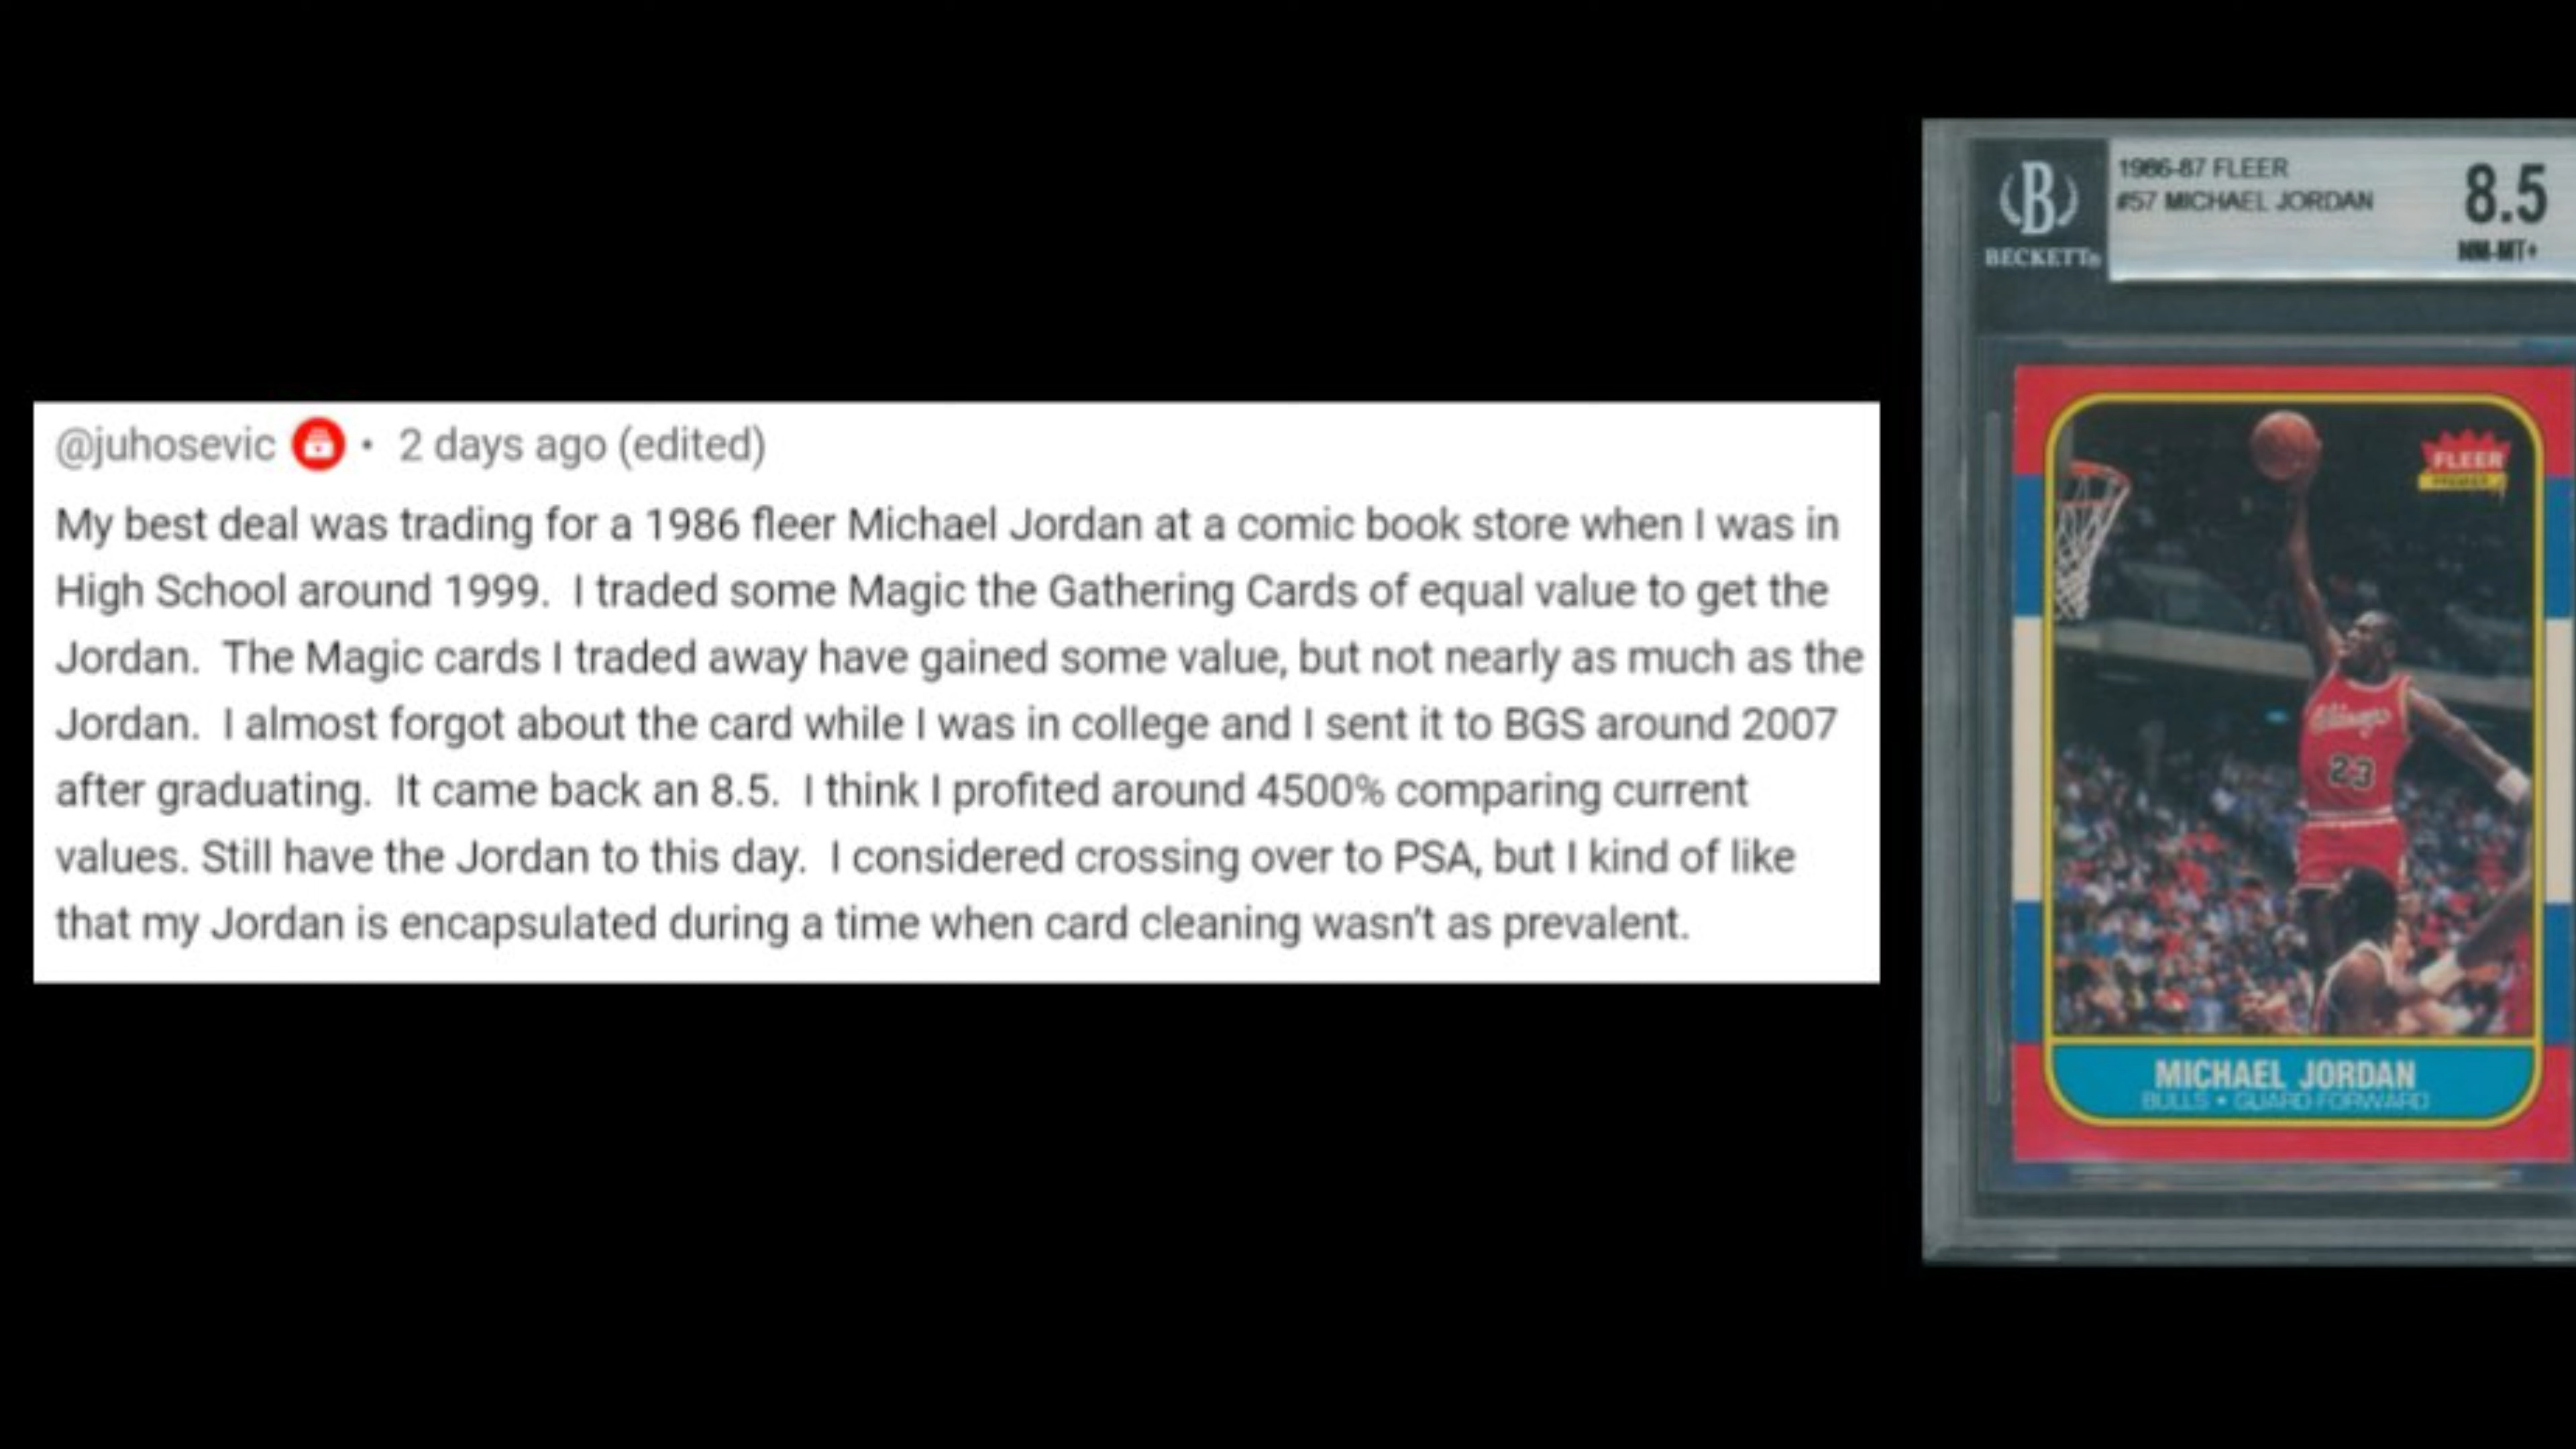 @juhosevic • 2 days ago (edited)
My best deal was trading for a 1986 fleer Michael Jordan at a comic book store when I was in
High School around 1999.  I traded some Magic the Gathering Cards of equal value to get the
Jordan.  The Magic cards I traded away have gained some value, but not nearly as much as the
Jordan.  I almost forgot about the card while I was in college and I sent it to BGS around 2007
after graduating.  It came back an 8.5.  I think I profited around 4500% comparing current
values. Still have the Jordan to this day.  I considered crossing over to PSA, but I kind of like
that my Jordan is encapsulated during a time when card cleaning wasn't as prevalent.
B
BECKETT®
1986-87 FLEER
#57 MICHAEL JORDAN
8.5
NM-MT+
FLEER
PREMIER
Chicago
23
MICHAEL JORDAN
BULLS • GUARD-FORWARD